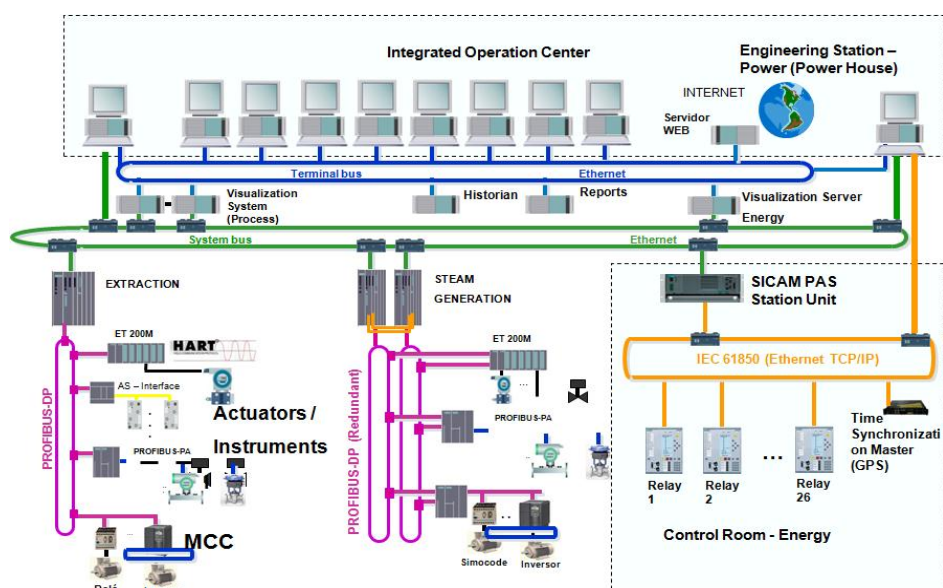 Integrated Operation Center
Engineering Station –
Power (Power House)
INTERNET
Servidor
WEB
Terminal bus
Ethernet
Visualization
System
(Process)
Historian
Reports
Visualization Server
Energy
System bus
Ethernet
EXTRACTION
STEAM
GENERATION
SICAM PAS
Station Unit
ET 200M
HART
ET 200M
IEC 61850 (Ethernet TCP/IP)
AS – Interface
Actuators /
Instruments
PROFIBUS-DP
PROFIBUS-PA
PROFIBUS-DP (Redundant)
...
PROFIBUS-PA
...
Time
Synchronizati
on Master
(GPS)
Relay
1
Relay
2
...
Relay
26
MCC
Simocode
Inversor
Control Room - Energy